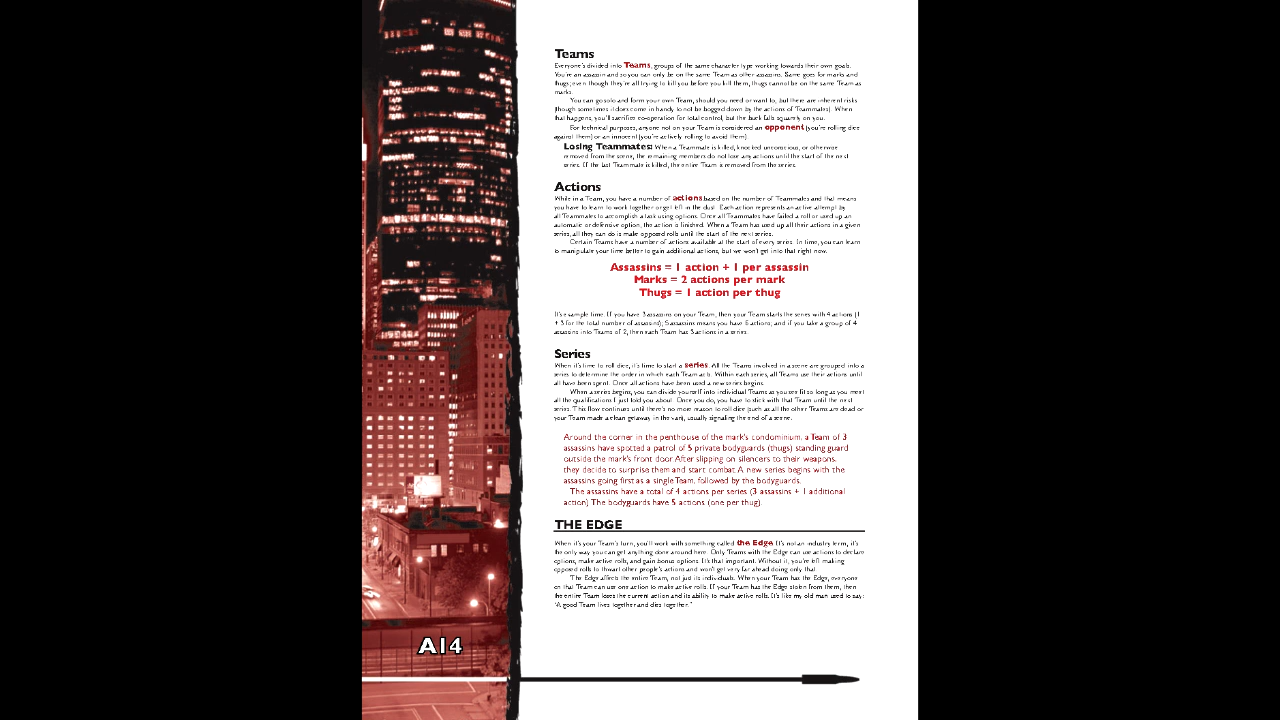 Teams
Everyone's divided into Teams, groups of the same character type working towards their own goals.
You're an assassin and so you can only be on the same Team as other assassins. Same goes for marks and
thugs; even though they're all trying to kill you before you kill them, thugs cannot be on the same Team as
marks.
You can go solo and form your own Team, should you need or want to, but there are inherent risks
(though sometimes it does come in handy to not be bogged down by the actions of Teammates). When
that happens, you'll sacrifice co-operation for total control, but the buck falls squarely on you.
For technical purposes, anyone not on your Team is considered an opponent (you're rolling dice
against them) or an innocent (you're actively rolling to avoid them).
Losing Teammates: When a Teammate is killed, knocked unconscious, or otherwise
removed from the scene, the remaining members do not lose any actions until the start of the next
series. If the last Teammate is killed, the entire Team is removed from the series.
Actions
While in a Team, you have a number of actions based on the number of Teammates and that means
you have to learn to work together or get left in the dust. Each action represents an active attempt by
all Teammates to accomplish a task using options. Once all Teammates have failed a roll or used up an
automatic or defensive option, the action is finished. When a Team has used up all their actions in a given
series, all they can do is make opposed rolls until the start of the next series.
Certain Teams have a number of actions available at the start of every series. In time, you can learn
to manipulate your time better to gain additional actions, but we won't get into that right now.
Assassins = 1 action + 1 per assassin
Marks = 2 actions per mark
Thugs = 1 action per thug
It's example time. If you have 3 assassins on your Team, then your Team starts the series with 4 actions (1
+ 3 for the total number of assassins); 5 assassins means you have 6 actions; and if you take a group of 4
assassins into Teams of 2, then each Team has 3 actions in a series.
Series
When it's time to roll dice, it's time to start a series. All the Teams involved in a scene are grouped into a
series to determine the order in which each Team acts. Within each series, all Teams use their actions until
all have been spent. Once all actions have been used a new series begins.
When a series begins, you can divide yourself into individual Teams as you see fit so long as you meet
all the qualifications I just told you about. Once you do, you have to stick with that Team until the next
series. This flow continues until there's no more reason to roll dice (such as all the other Teams are dead or
your Team made a clean getaway in the van), usually signaling the end of a scene.
Around the corner in the penthouse of the mark's condominium, a Team of 3
assassins have spotted a patrol of 5 private bodyguards (thugs) standing guard
outside the mark's front door. After slipping on silencers to their weapons,
they decide to surprise them and start combat. A new series begins with the
assassins going first as a single Team, followed by the bodyguards.
The assassins have a total of 4 actions per series (3 assassins + 1 additional
action) The bodyguards have 5 actions (one per thug).
THE EDGE
When it's your Team's turn, you'll work with something called the Edge. It's not an industry term, it's
the only way you can get anything done around here. Only Teams with the Edge can use actions to declare
options, make active rolls, and gain bonus options. It's that important. Without it, you're left making
opposed rolls to thwart other people's actions and won't get very far ahead doing only that.
The Edge affects the entire Team, not just its individuals. When your Team has the Edge, everyone
on that Team can use one action to make active rolls. If your Team has the Edge stolen from them, then
the entire Team loses the current action and its ability to make active rolls. It's like my old man used to say:
"A good Team lives together and dies together."
A14